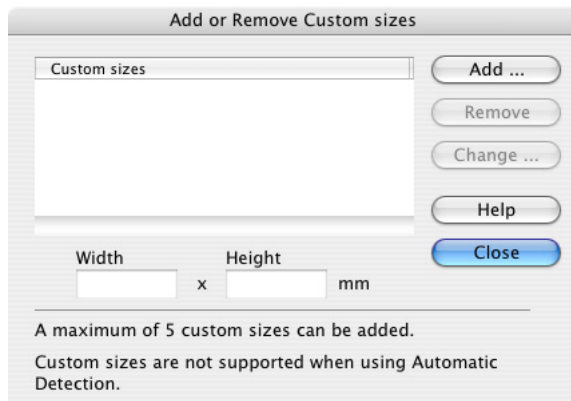 Add or Remove Custom sizes
Custom sizes
Add ...
Remove
Change ...
Help
Close
Width
Height
x
mm
A maximum of 5 custom sizes can be added.
Custom sizes are not supported when using Automatic
Detection.